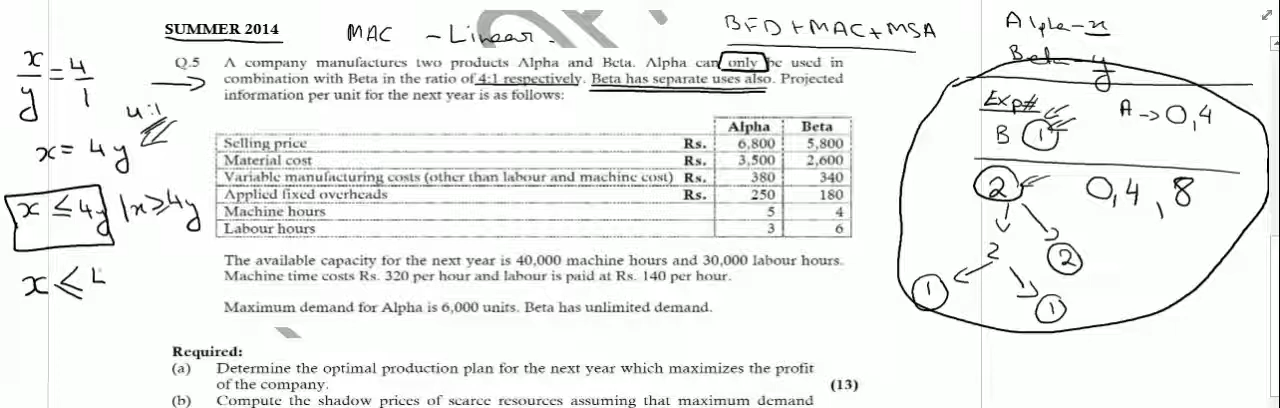 SUMMER 2014
MAC - Linear.
BFD + MAC + MSA
Alpha - x
Beta - y
Q.5 A company manufactures two products Alpha and Beta. Alpha can only be used in
combination with Beta in the ratio of 4:1 respectively. Beta has separate uses also. Projected
information per unit for the next year is as follows:
Alpha Beta
Selling price Rs. 6,800 5,800
Material cost Rs. 3,500 2,600
Variable manufacturing costs (other than labour and machine cost) Rs. 380 340
Applied fixed overheads Rs. 250 180
Machine hours 5 4
Labour hours 3 6
The available capacity for the next year is 40,000 machine hours and 30,000 labour hours.
Machine time costs Rs. 320 per hour and labour is paid at Rs. 140 per hour.
Maximum demand for Alpha is 6,000 units. Beta has unlimited demand.
Required:
(a) Determine the optimal production plan for the next year which maximizes the profit
of the company. (13)
(b) Compute the shadow prices of scarce resources assuming that maximum demand
x/y = 4/1
4:1
x = 4y
x ≤ 4y | x ≥ 4y
x ≤ 4
Exp#
A → 0,4
B 1
2 0,4,8
2 2
1 1